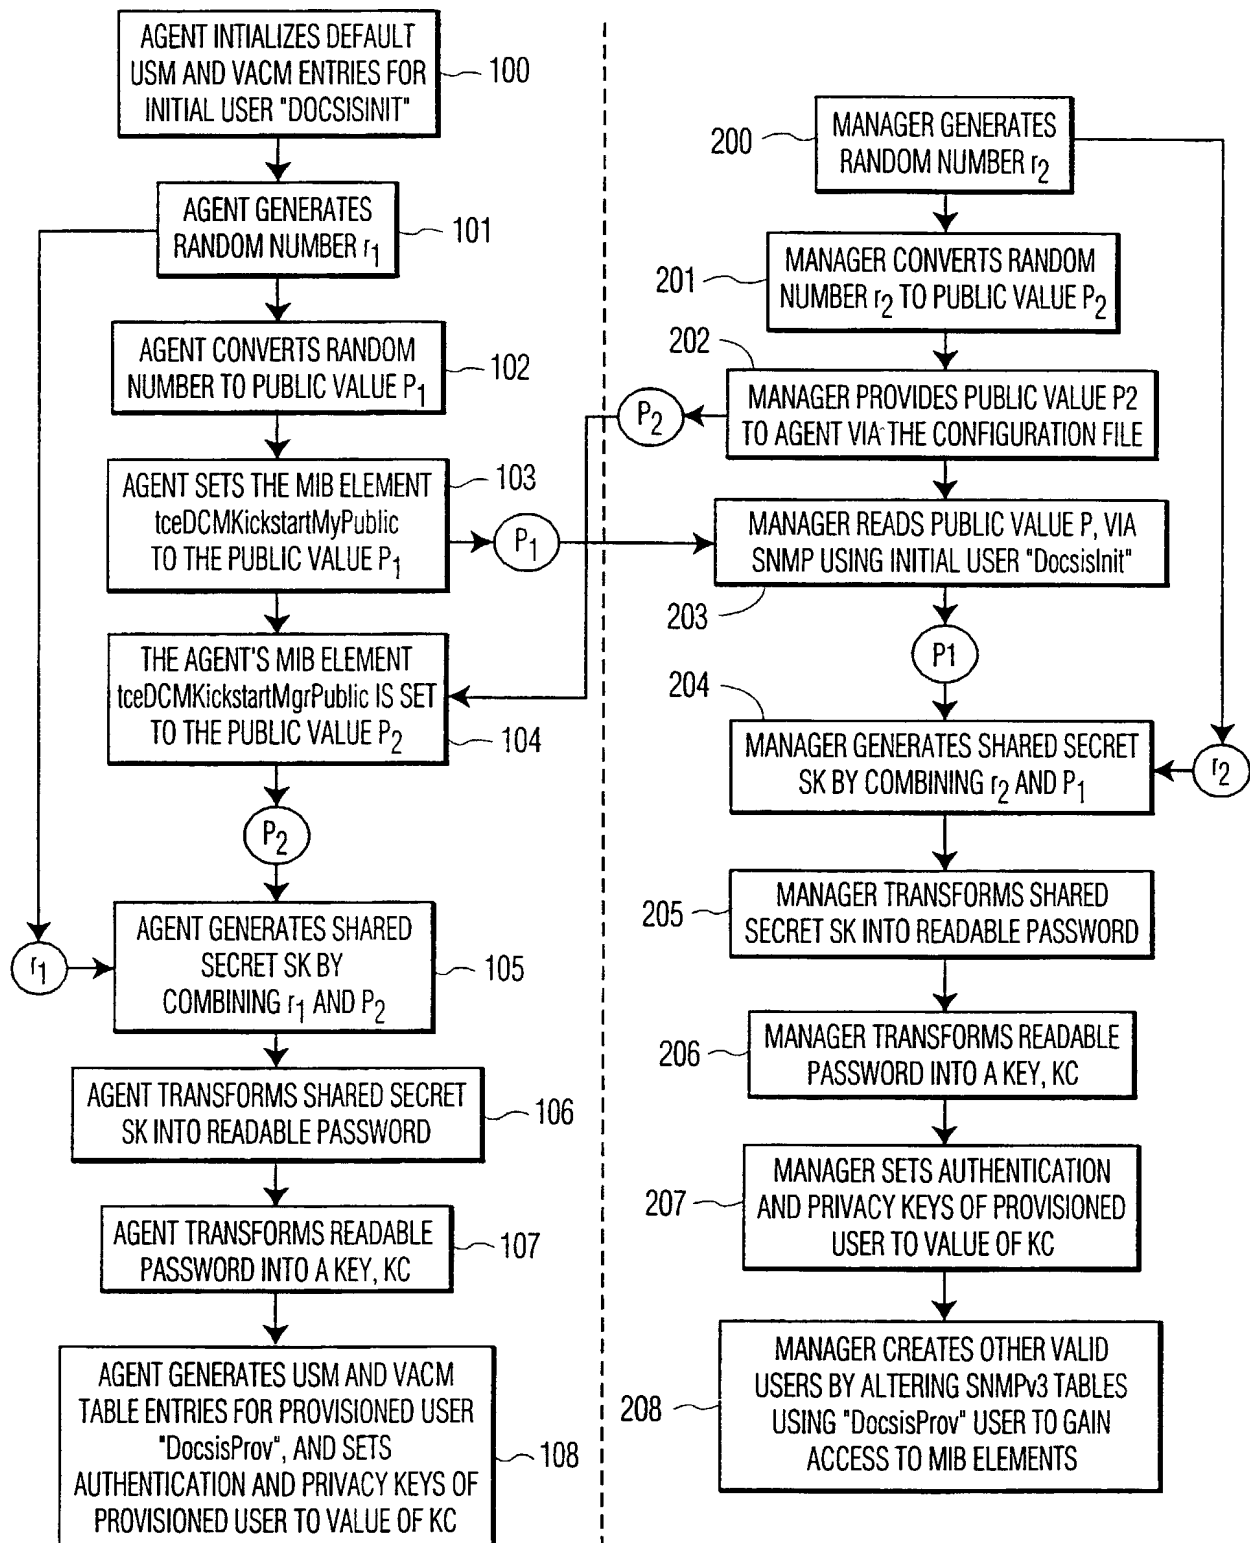 AGENT INTIALIZES DEFAULT
USM AND VACM ENTRIES FOR
INITIAL USER "DOCSISINIT"
100
AGENT GENERATES
RANDOM NUMBER r1
101
AGENT CONVERTS RANDOM
NUMBER TO PUBLIC VALUE P1
102
AGENT SETS THE MIB ELEMENT
tceDCMKickstartMyPublic
TO THE PUBLIC VALUE P1
103
P1
THE AGENT'S MIB ELEMENT
tceDCMKickstartMgrPublic IS SET
TO THE PUBLIC VALUE P2
104
P2
r1
AGENT GENERATES SHARED
SECRET SK BY
COMBINING r1 AND P2
105
AGENT TRANSFORMS SHARED SECRET
SK INTO READABLE PASSWORD
106
AGENT TRANSFORMS READABLE
PASSWORD INTO A KEY, KC
107
AGENT GENERATES USM AND VACM
TABLE ENTRIES FOR PROVISIONED USER
"DocsisProv", AND SETS
AUTHENTICATION AND PRIVACY KEYS OF
PROVISIONED USER TO VALUE OF KC
108
200
MANAGER GENERATES
RANDOM NUMBER r2
201
MANAGER CONVERTS RANDOM
NUMBER r2 TO PUBLIC VALUE P2
202
P2
MANAGER PROVIDES PUBLIC VALUE P2
TO AGENT VIA THE CONFIGURATION FILE
MANAGER READS PUBLIC VALUE P, VIA
SNMP USING INITIAL USER "DocsisInit"
203
P1
204
MANAGER GENERATES SHARED SECRET
SK BY COMBINING r2 AND P1
r2
205
MANAGER TRANSFORMS SHARED
SECRET SK INTO READABLE PASSWORD
206
MANAGER TRANSFORMS READABLE
PASSWORD INTO A KEY, KC
207
MANAGER SETS AUTHENTICATION
AND PRIVACY KEYS OF PROVISIONED
USER TO VALUE OF KC
208
MANAGER CREATES OTHER VALID
USERS BY ALTERING SNMPv3 TABLES
USING "DocsisProv" USER TO GAIN
ACCESS TO MIB ELEMENTS